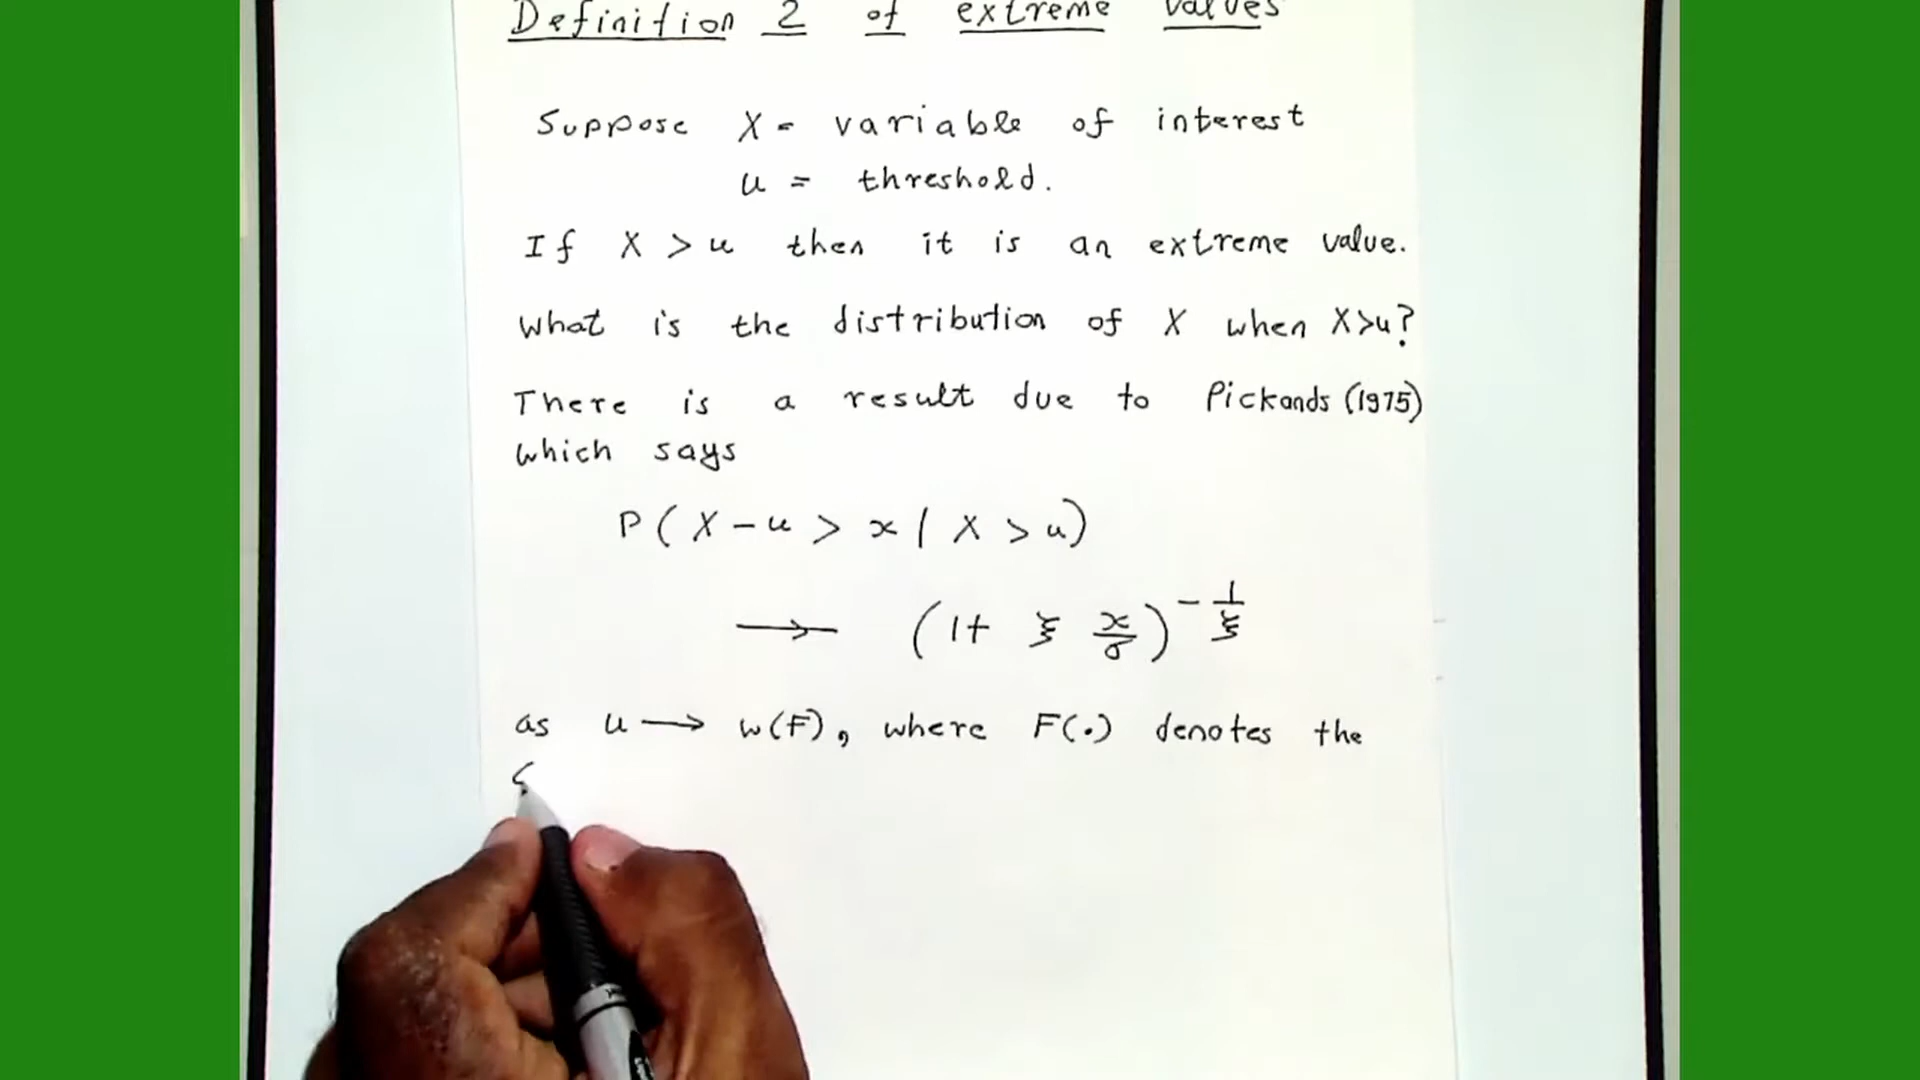 Definition 2 of extreme values
Suppose X = variable of interest
u = threshold.
If X > u then it is an extreme value.
What is the distribution of X when X>u?
There is a result due to Pickands (1975)
which says
P ( X - u > x | X > u )
⟶ ( 1 + ξ x/σ )^{- 1/ξ}
as u ⟶ w(F), where F(.) denotes the